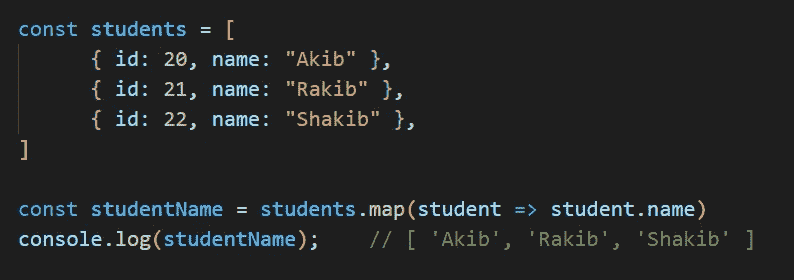 const students = [
{ id: 20, name: "Akib" },
{ id: 21, name: "Rakib" },
{ id: 22, name: "Shakib" },
]
const studentName = students.map(student => student.name)
console.log(studentName); // [ 'Akib', 'Rakib', 'Shakib' ]